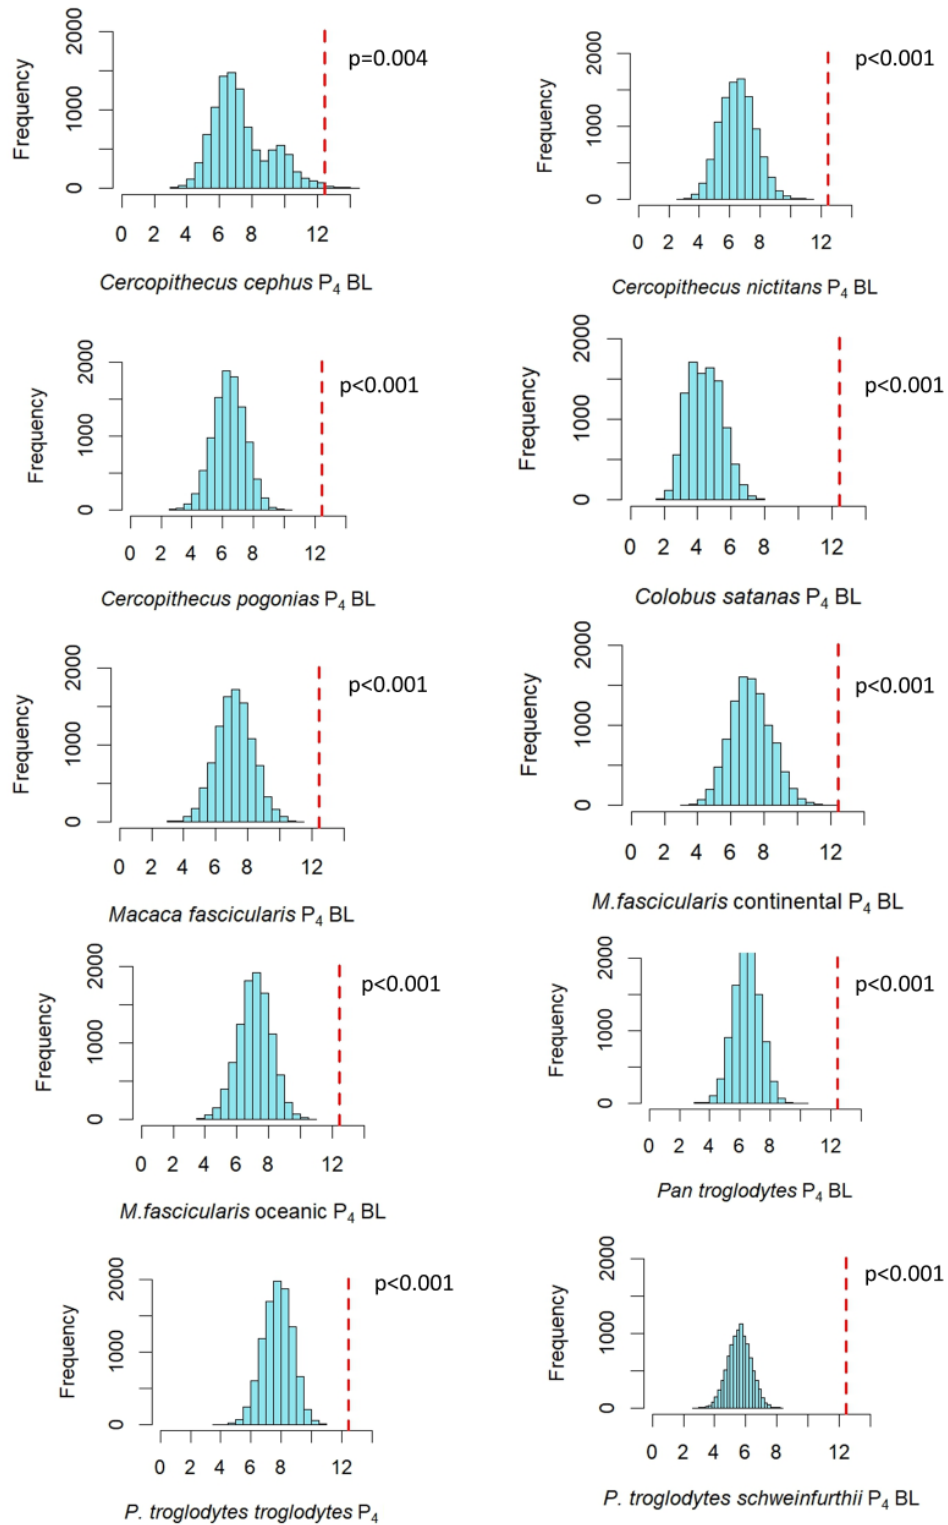 2000
1000
0
Frequency
p=0.004
0 2 4 6 8 12
Cercopithecus cephus P₄ BL
2000
1000
0
Frequency
p<0.001
0 2 4 6 8 12
Cercopithecus nictitans P₄ BL
2000
1000
0
Frequency
p<0.001
0 2 4 6 8 12
Cercopithecus pogonias P₄ BL
2000
1000
0
Frequency
p<0.001
0 2 4 6 8 12
Colobus satanas P₄ BL
2000
1000
0
Frequency
p<0.001
0 2 4 6 8 12
Macaca fascicularis P₄ BL
2000
1000
0
Frequency
p<0.001
0 2 4 6 8 12
M.fascicularis continental P₄ BL
2000
1000
0
Frequency
p<0.001
0 2 4 6 8 12
M.fascicularis oceanic P₄ BL
2000
1000
0
Frequency
p<0.001
0 2 4 6 8 12
Pan troglodytes P₄ BL
2000
1000
0
Frequency
p<0.001
0 2 4 6 8 12
P. troglodytes troglodytes P₄
2000
1000
0
Frequency
p<0.001
0 2 4 6 8 12
P. troglodytes schweinfurthii P₄ BL